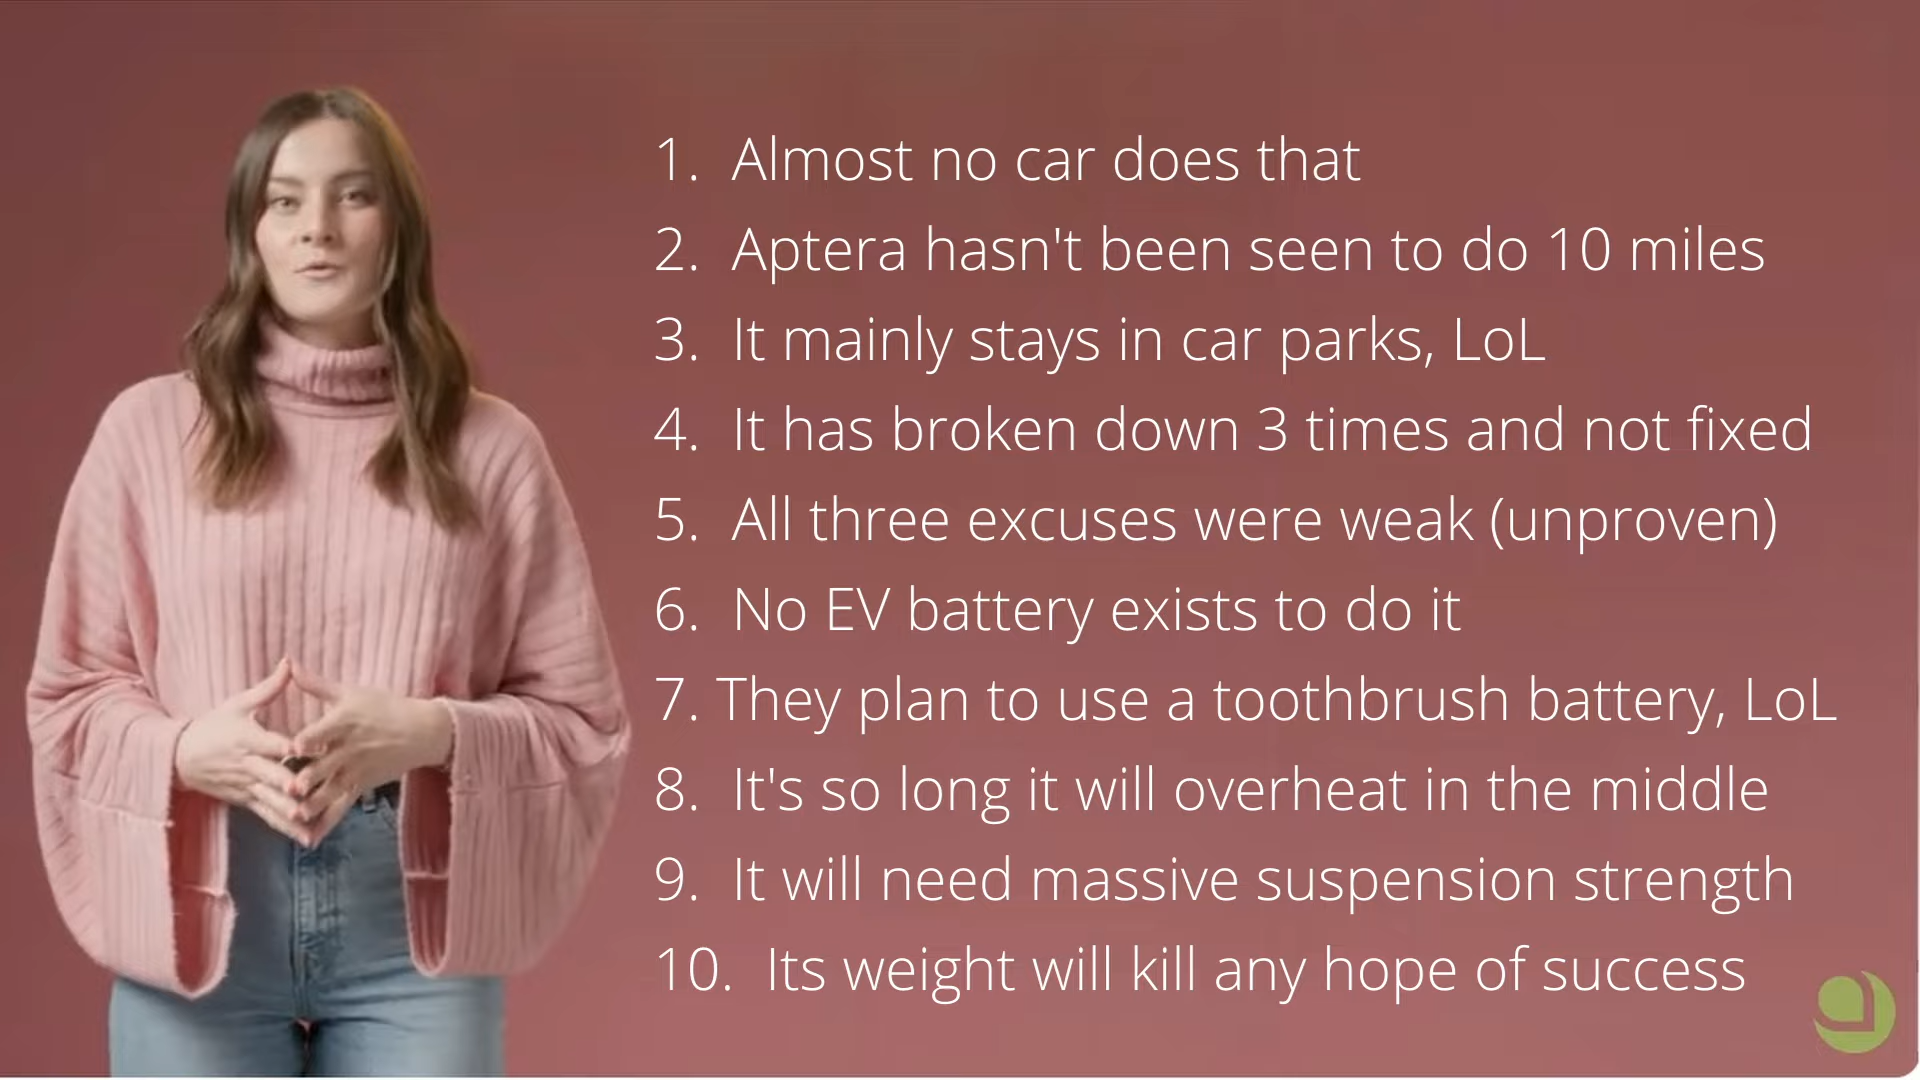 1. Almost no car does that
2. Aptera hasn't been seen to do 10 miles
3. It mainly stays in car parks, LoL
4. It has broken down 3 times and not fixed
5. All three excuses were weak (unproven)
6. No EV battery exists to do it
7. They plan to use a toothbrush battery, LoL
8. It's so long it will overheat in the middle
9. It will need massive suspension strength
10. Its weight will kill any hope of success